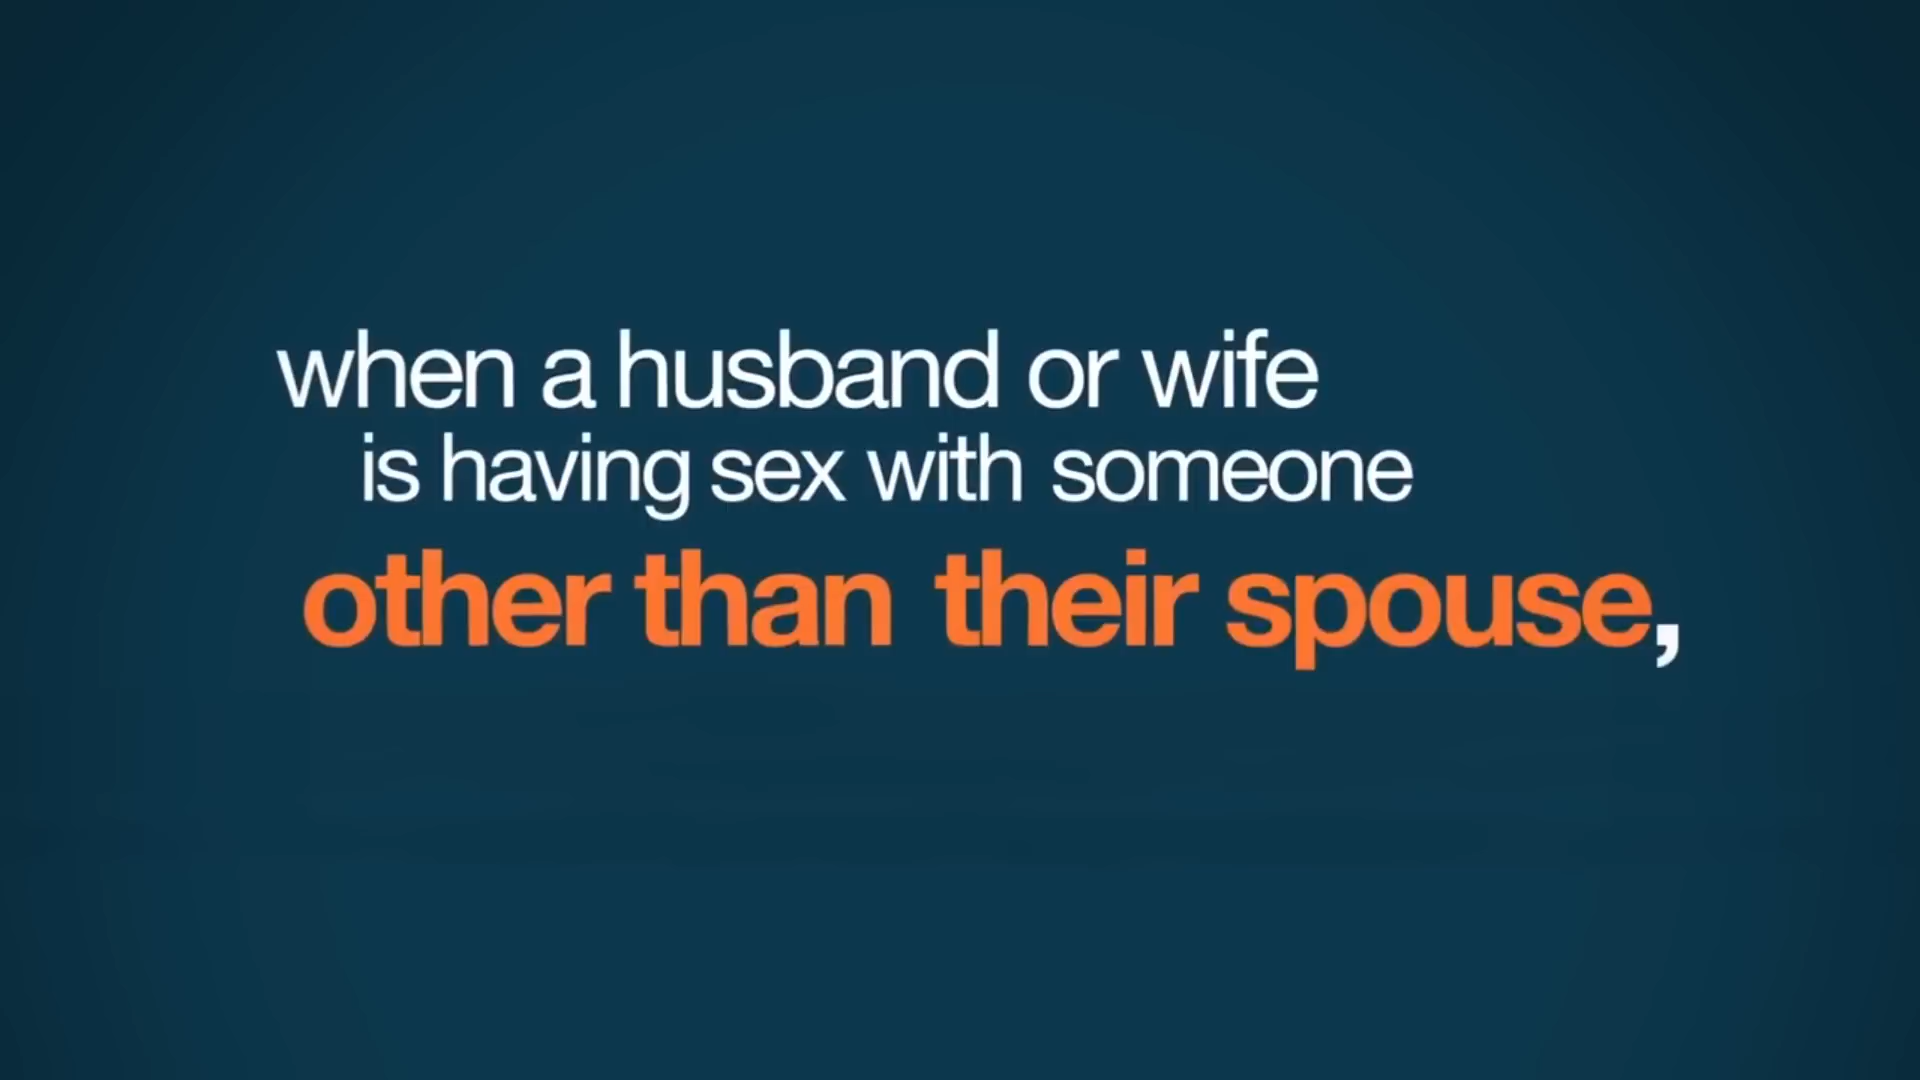 when a husband or wife
is having sex with someone
other than their spouse,